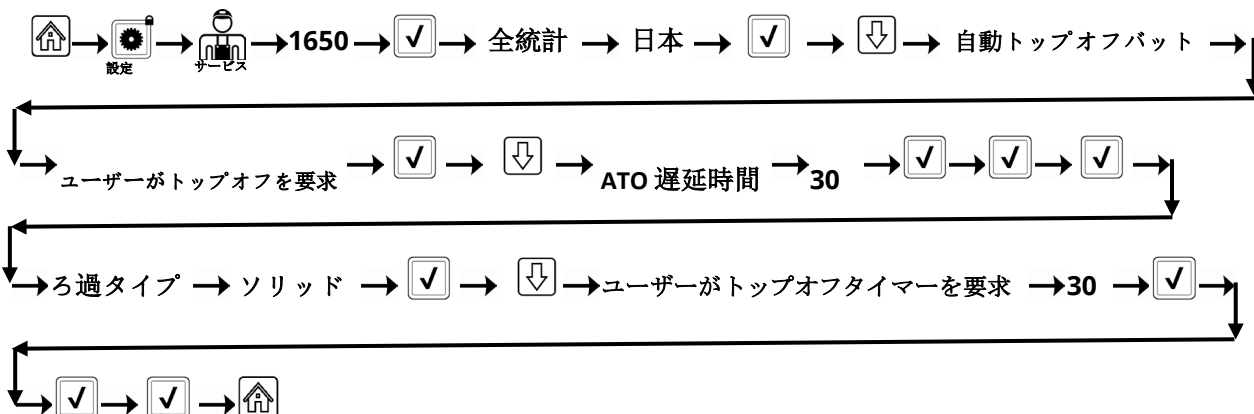 1650 全統計 日本 自動トップオフバット
設定 サービス
ユーザーがトップオフを要求 ATO 遅延時間 30
ろ過タイプ ソリッド ユーザーがトップオフタイマーを要求 30